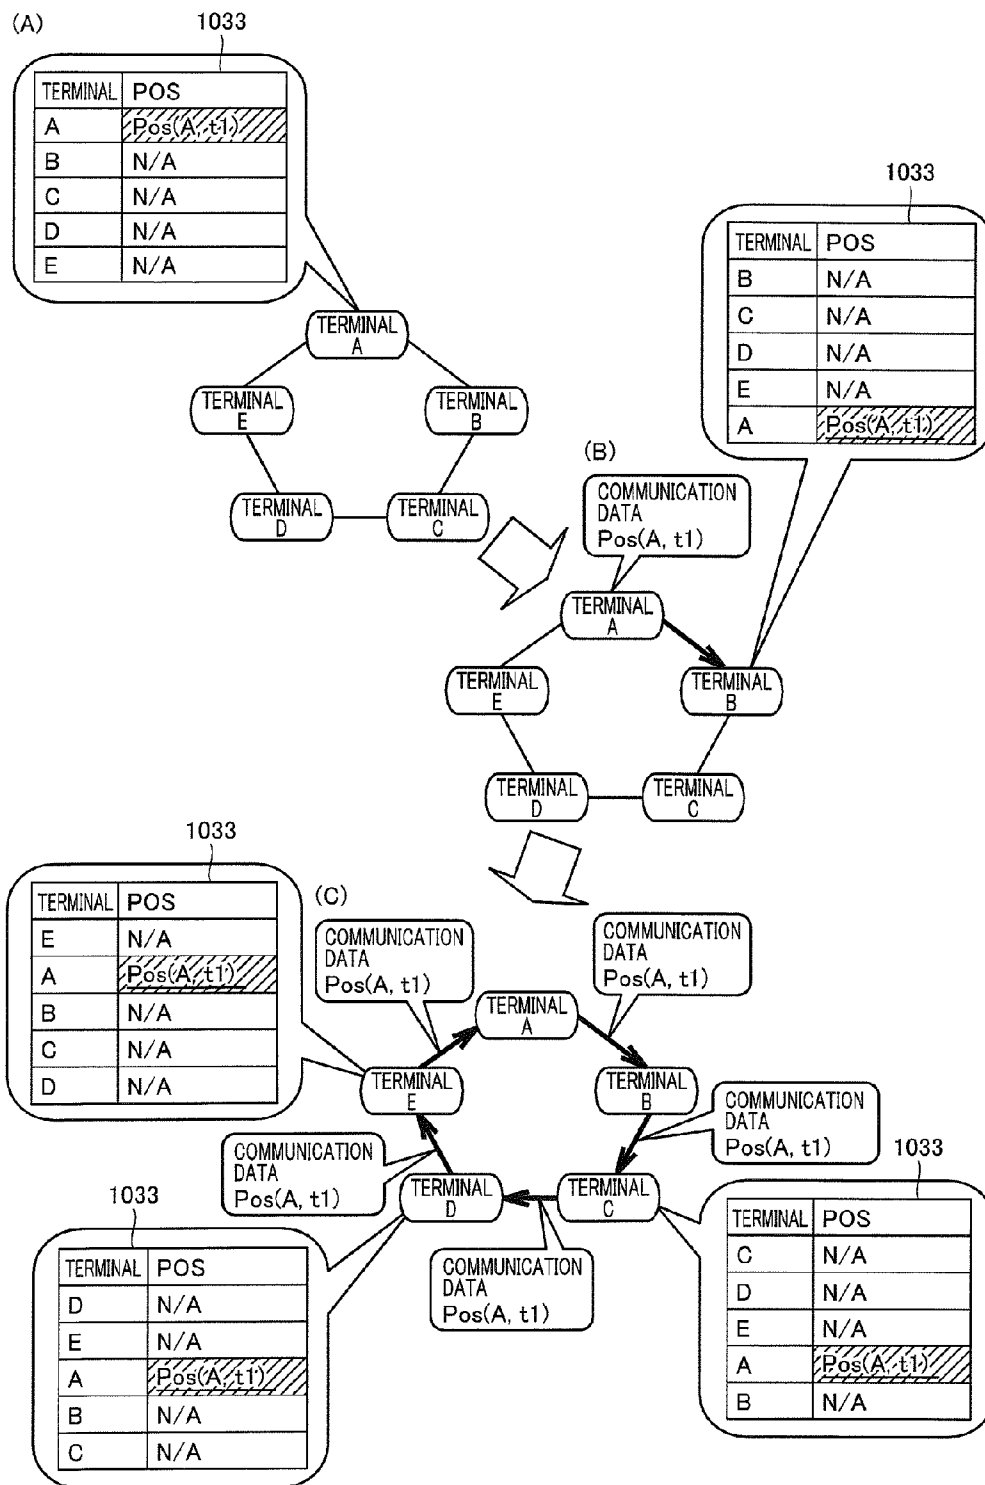 (A)
1033
TERMINAL POS
A Pos(A, t1)
B N/A
C N/A
D N/A
E N/A
TERMINAL
A
TERMINAL
E
TERMINAL
B
TERMINAL
D
TERMINAL
C
1033
TERMINAL POS
B N/A
C N/A
D N/A
E N/A
A Pos(A, t1)
(B)
COMMUNICATION
DATA
Pos(A, t1)
TERMINAL
A
TERMINAL
E
TERMINAL
B
TERMINAL
D
TERMINAL
C
1033
TERMINAL POS
E N/A
A Pos(A, t1)
B N/A
C N/A
D N/A
(C)
COMMUNICATION
DATA
Pos(A, t1)
COMMUNICATION
DATA
Pos(A, t1)
TERMINAL
A
TERMINAL
E
TERMINAL
B
COMMUNICATION
DATA
Pos(A, t1)
COMMUNICATION
DATA
Pos(A, t1)
TERMINAL
D
TERMINAL
C
COMMUNICATION
DATA
Pos(A, t1)
1033
TERMINAL POS
D N/A
E N/A
A Pos(A, t1)
B N/A
C N/A
1033
TERMINAL POS
C N/A
D N/A
E N/A
A Pos(A, t1)
B N/A